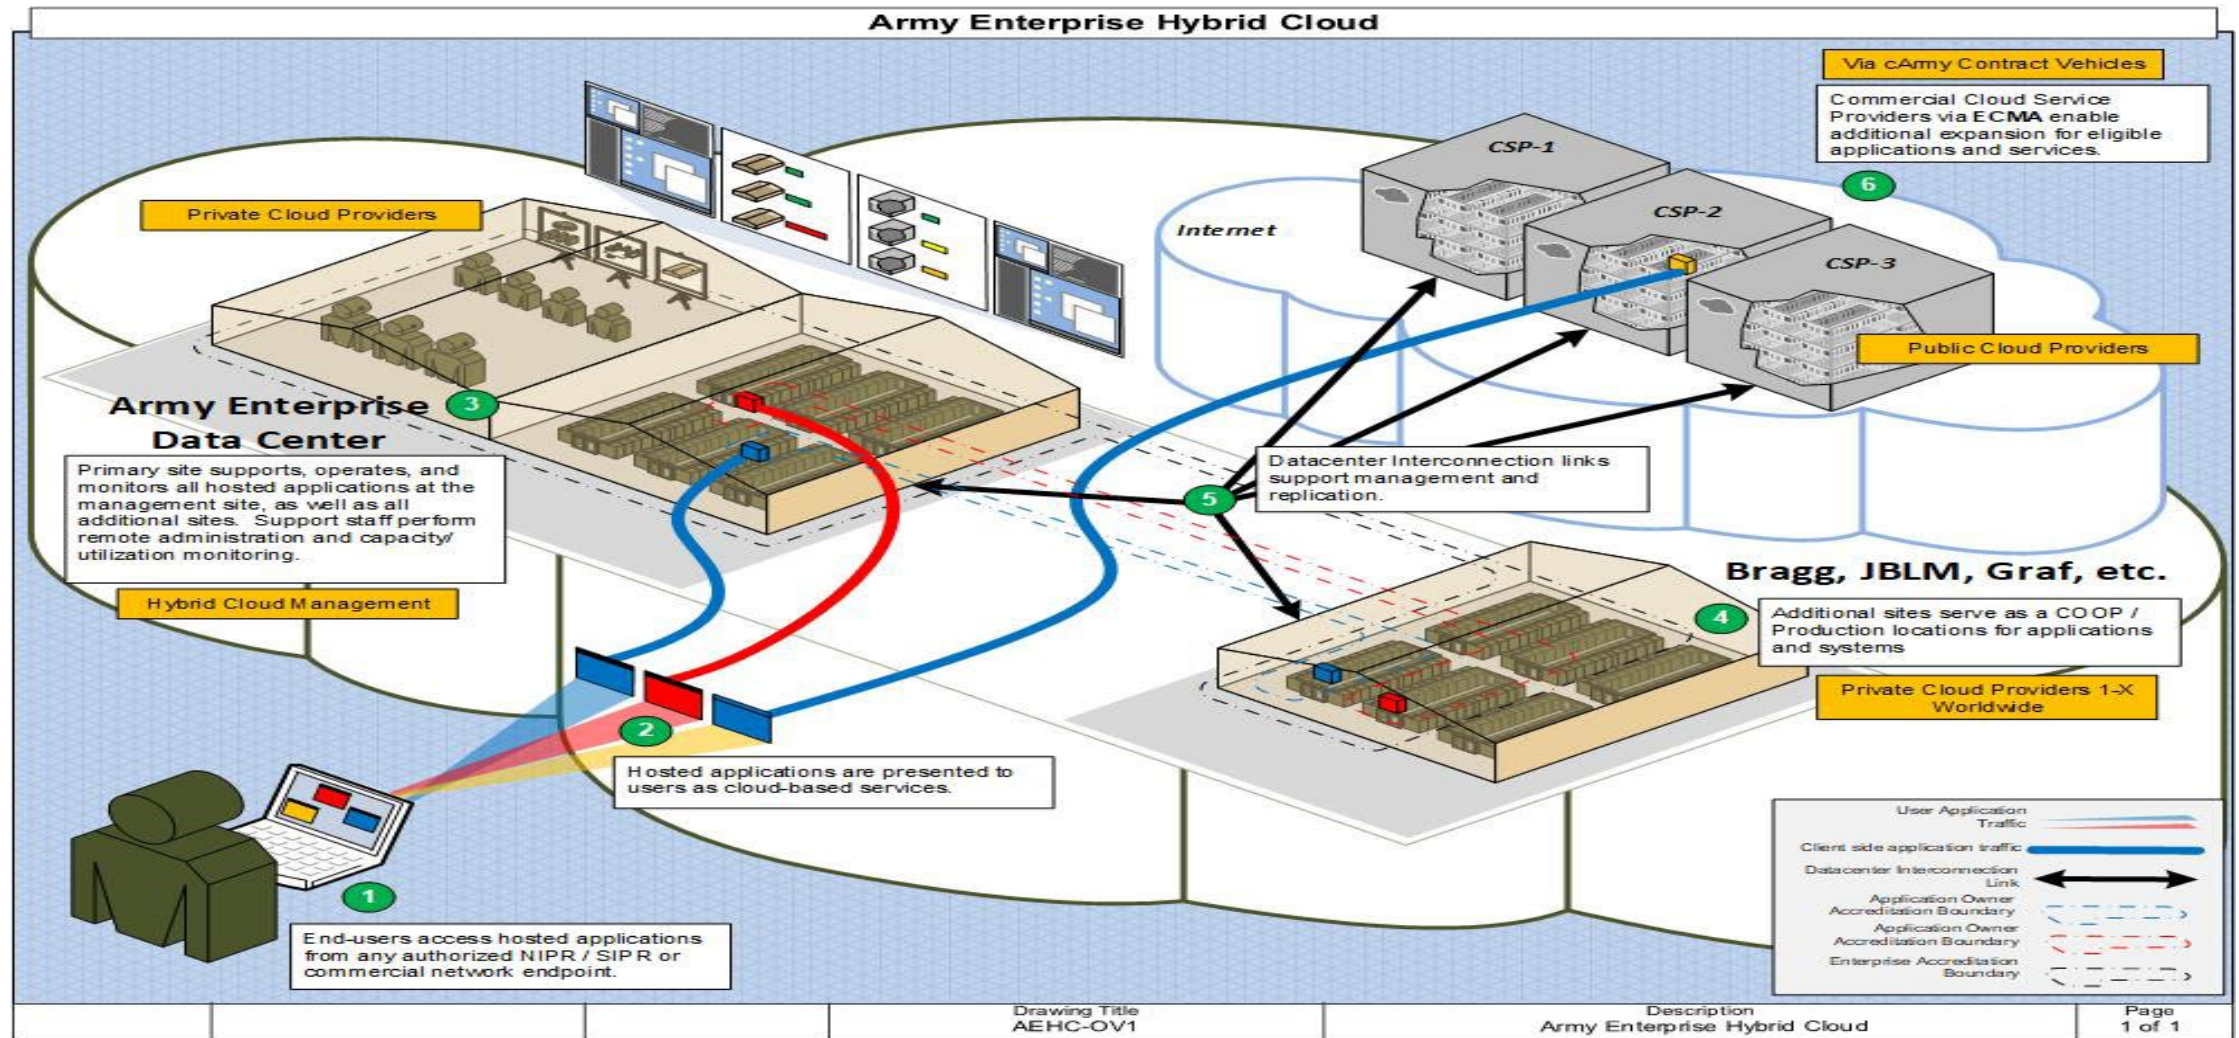 Army Enterprise Hybrid Cloud
Via cArmy Contract Vehicles
Commercial Cloud Service
Providers via ECMA enable
additional expansion for eligible
applications and services.
6
CSP-1
CSP-2
CSP-3
Internet
Public Cloud Providers
Private Cloud Providers
Army Enterprise
Data Center
3
Primary site supports, operates, and
monitors all hosted applications at the
management site, as well as all
additional sites. Support staff perform
remote administration and capacity/
utilization monitoring.
Hybrid Cloud Management
5
Datacenter Interconnection links
support management and
replication.
Bragg, JBLM, Graf, etc.
4
Additional sites serve as a COOP /
Production locations for applications
and systems
Private Cloud Providers 1-X
Worldwide
2
Hosted applications are presented to
users as cloud-based services.
1
End-users access hosted applications
from any authorized NIPR / SIPR or
commercial network endpoint.
User Application
Traffic
Client side application traffic
Datacenter Interconnection
Link
Application Owner
Accreditation Boundary
Application Owner
Accreditation Boundary
Enterprise Accreditation
Boundary
Drawing Title
AEHC-OV1
Description
Army Enterprise Hybrid Cloud
Page
1 of 1